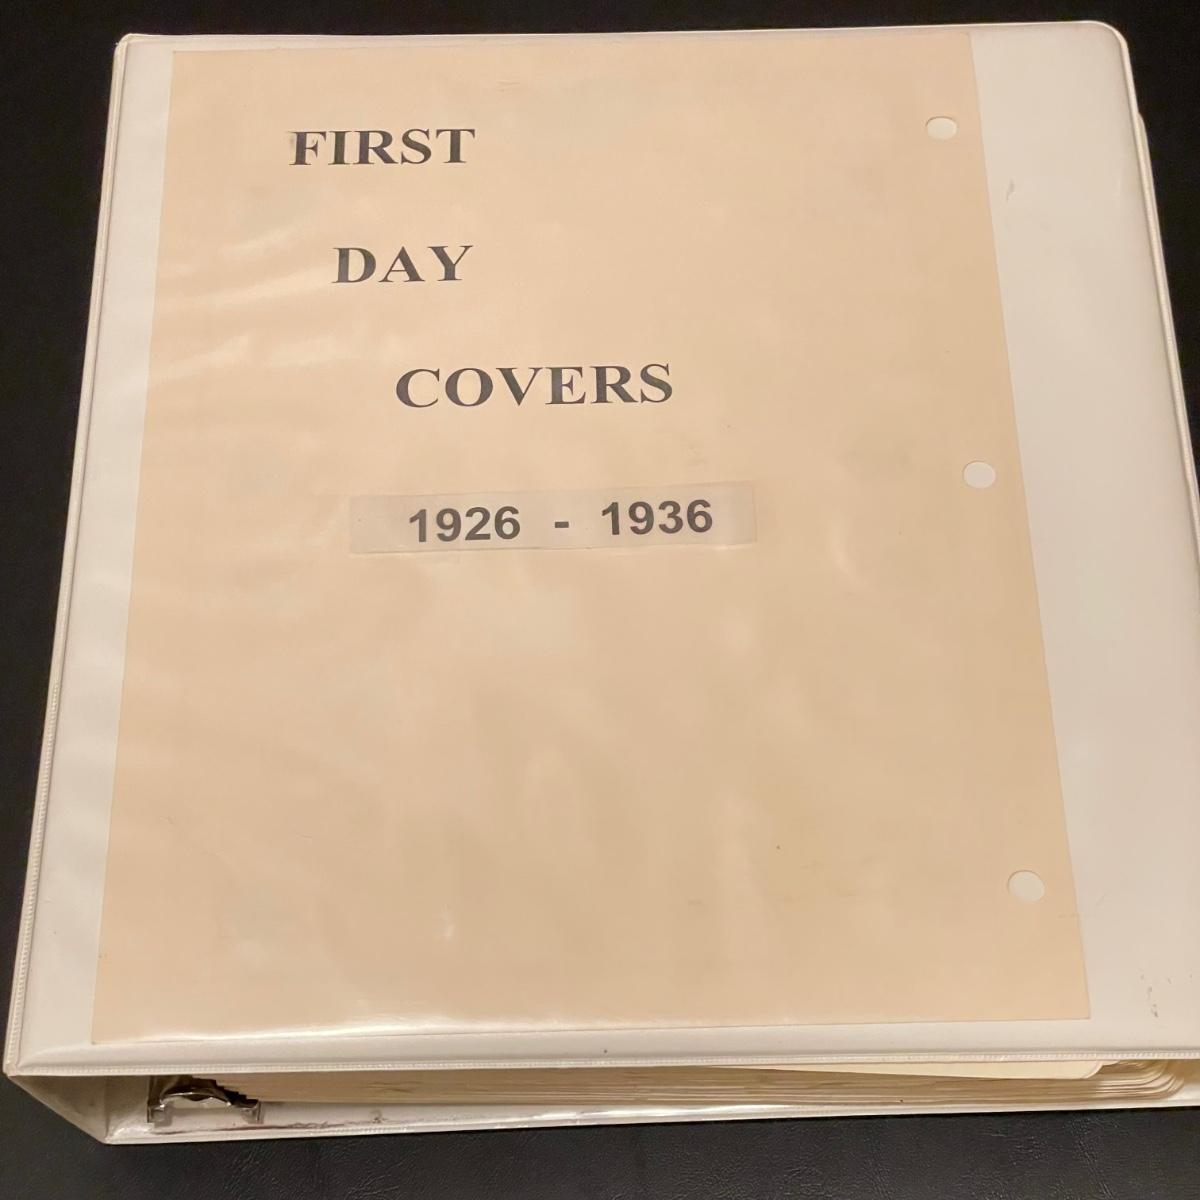 FIRST
DAY
COVERS
1926 - 1936